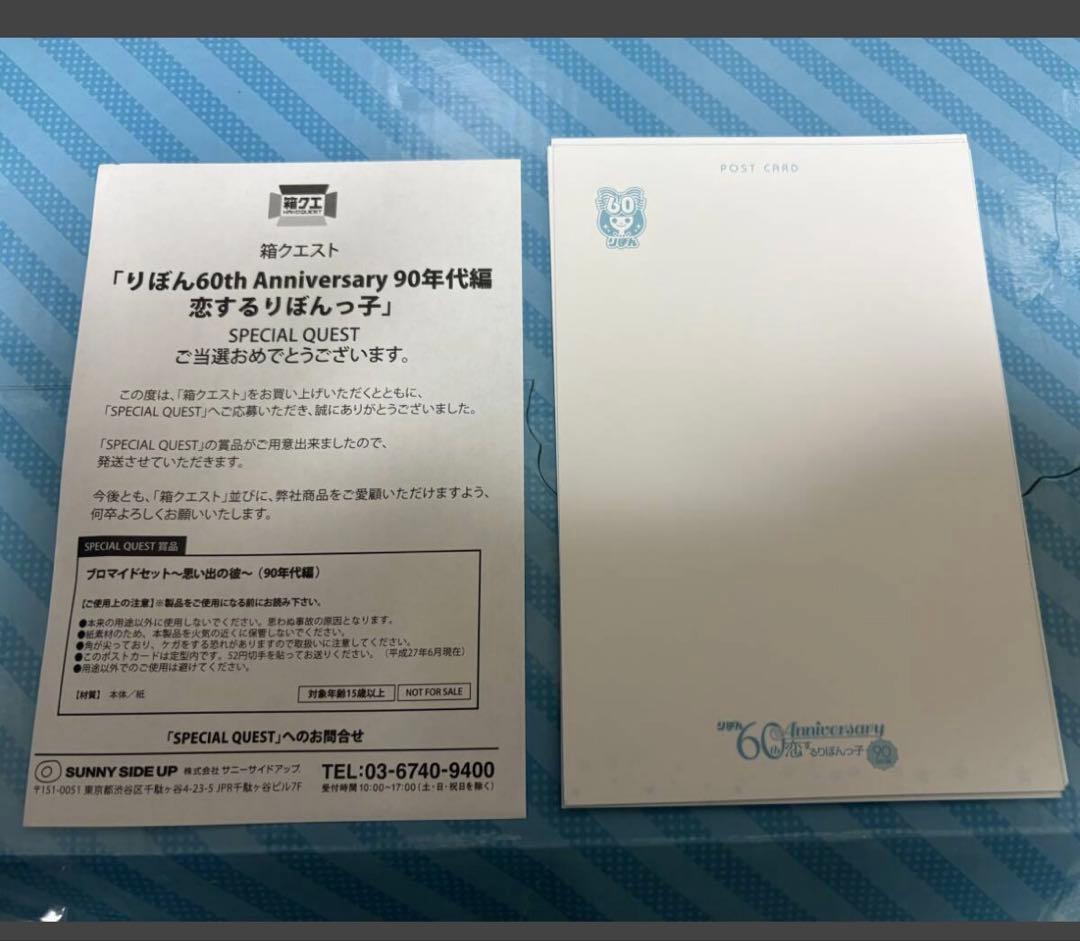 箱クエ
HAKOQUEST
箱クエスト
「りぼん60th Anniversary 90年代編
恋するりぼんっ子」
SPECIAL QUEST
ご当選おめでとうございます。
この度は、「箱クエスト」をお買い上げいただくとともに、
「SPECIAL QUEST」へご応募いただき、誠にありがとうございました。
「SPECIAL QUEST」の賞品がご用意出来ましたので、
発送させていただきます。
今後とも、「箱クエスト」並びに、弊社商品をご愛顧いただけますよう、
何卒よろしくお願いいたします。
SPECIAL QUEST 賞品
ブロマイドセット～思い出の彼～（90年代編）
【ご使用上の注意】※製品をご使用になる前にお読み下さい。
●本来の用途以外に使用しないでください。思わぬ事故の原因となります。
●紙素材のため、本製品を火気の近くに保管しないでください。
●角が尖っており、ケガをする恐れがありますので取扱いに注意してください。
●このポストカードは定型内です。52円切手を貼ってお送りください。（平成27年6月現在）
●用途以外でのご使用は避けてください。
【材質】 本体／紙
対象年齢15歳以上
NOT FOR SALE
「SPECIAL QUEST」へのお問合せ
SUNNY SIDE UP 株式会社 サニーサイドアップ
〒151-0051 東京都渋谷区千駄ヶ谷4-23-5 JPR千駄ヶ谷ビル7F
TEL:03-6740-9400
受付時間 10:00~17:00（土・日・祝日を除く）
POST CARD
60
りぼん
りぼん
60th Anniversary
恋するりぼんっ子
90